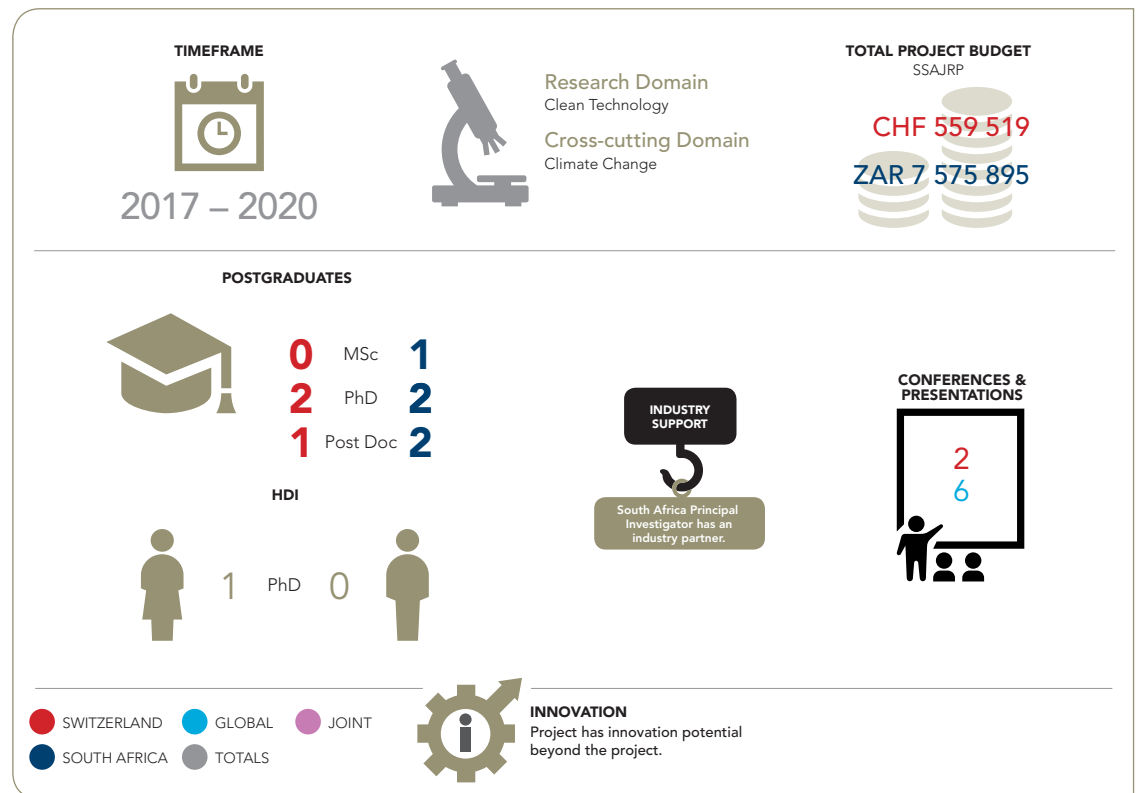 TIMEFRAME
2017 – 2020
Research Domain
Clean Technology
Cross-cutting Domain
Climate Change
TOTAL PROJECT BUDGET
SSAJRP
CHF 559 519
ZAR 7 575 895
POSTGRADUATES
0 MSc 1
2 PhD 2
1 Post Doc 2
HDI
1 PhD 0
INDUSTRY
SUPPORT
South Africa Principal
Investigator has an
industry partner.
CONFERENCES &
PRESENTATIONS
2
6
SWITZERLAND
GLOBAL
JOINT
SOUTH AFRICA
TOTALS
i
INNOVATION
Project has innovation potential
beyond the project.